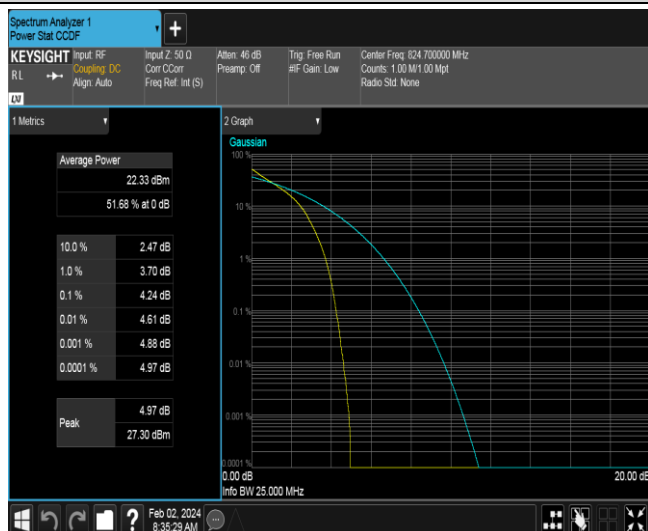 Spectrum Analyzer 1
Power Stat CCDF
KEYSIGHT
RL
LXI
Input: RF
Coupling: DC
Align: Auto
Input Z: 50 Ω
Corr CCorr
Freq Ref: Int (S)
Atten: 46 dB
Preamp: Off
Trig: Free Run
#IF Gain: Low
Center Freq: 824.700000 MHz
Counts: 1.00 M/1.00 Mpt
Radio Std: None
1 Metrics
Average Power
22.33 dBm
51.68 % at 0 dB
10.0 % 2.47 dB
1.0 % 3.70 dB
0.1 % 4.24 dB
0.01 % 4.61 dB
0.001 % 4.88 dB
0.0001 % 4.97 dB
Peak
4.97 dB
27.30 dBm
2 Graph
Gaussian
100 %
10 %
1 %
0.1 %
0.01 %
0.001 %
0.0001 %
0.00 dB
20.00 dB
Info BW 25.000 MHz
?
Feb 02, 2024
8:35:29 AM